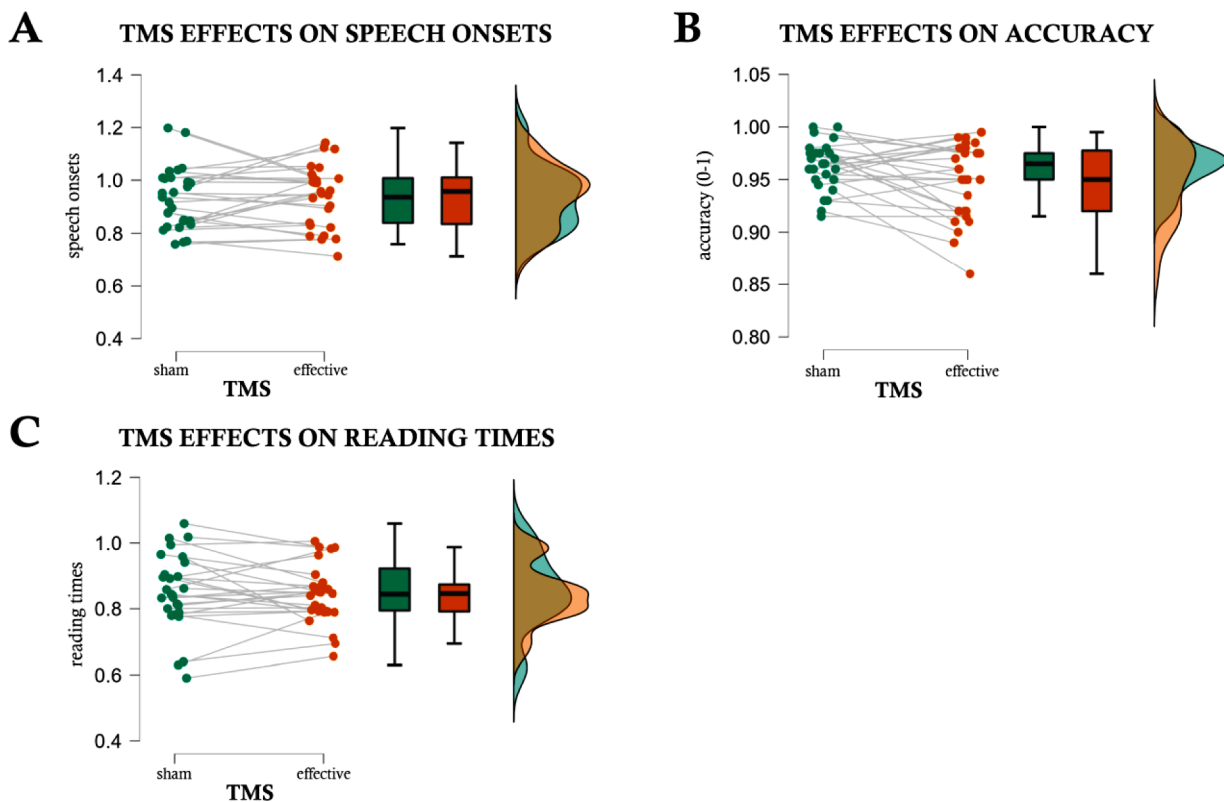 A
TMS EFFECTS ON SPEECH ONSETS
speech onsets
1.4
1.2
1.0
0.8
0.6
0.4
sham
effective
TMS
B
TMS EFFECTS ON ACCURACY
accuracy (0-1)
1.05
1.00
0.95
0.90
0.85
0.80
sham
effective
TMS
C
TMS EFFECTS ON READING TIMES
reading times
1.2
1.0
0.8
0.6
0.4
sham
effective
TMS